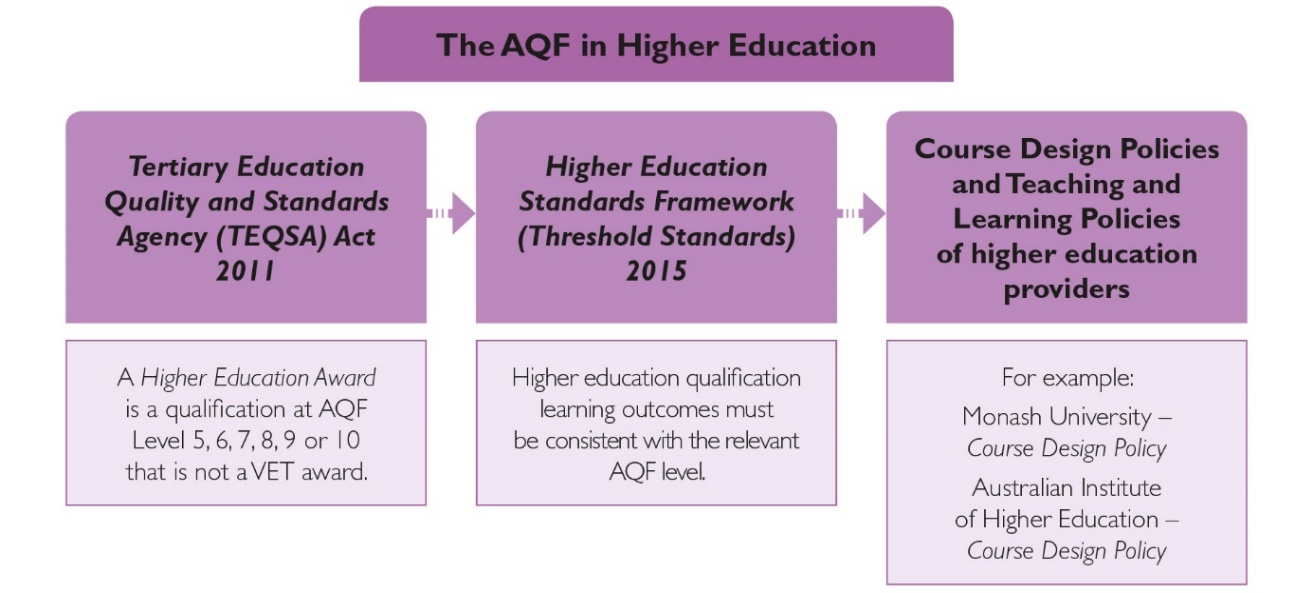 The AQF in Higher Education
Tertiary Education
Quality and Standards
Agency (TEQSA) Act
2011
A Higher Education Award
is a qualification at AQF
Level 5, 6, 7, 8, 9 or 10
that is not a VET award.
Higher Education
Standards Framework
(Threshold Standards)
2015
Higher education qualification
learning outcomes must
be consistent with the relevant
AQF level.
Course Design Policies
and Teaching and
Learning Policies
of higher education
providers
For example:
Monash University –
Course Design Policy
Australian Institute
of Higher Education –
Course Design Policy